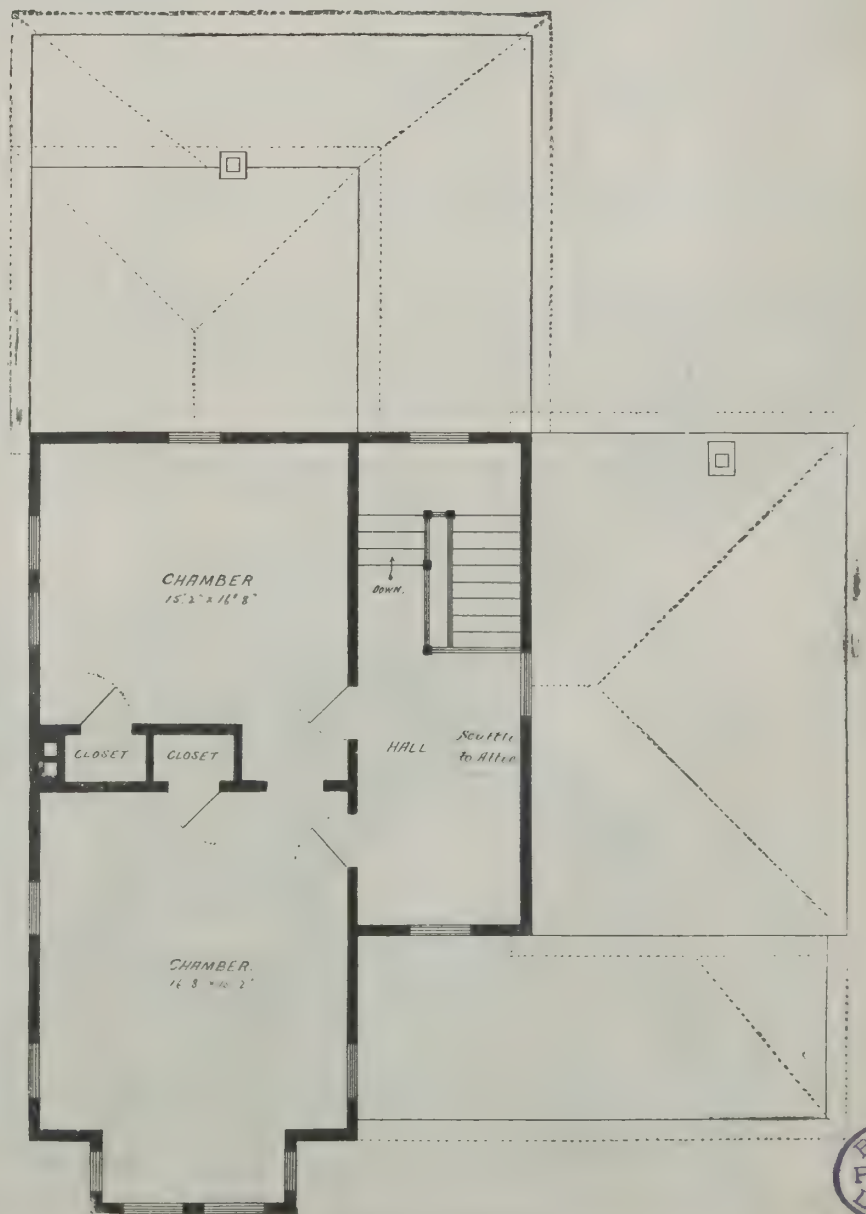 CHAMBER
15'2" x 16'8"
DOWN.
CLOSET
CLOSET
HALL
Scuttle
to Attic
CHAMBER.